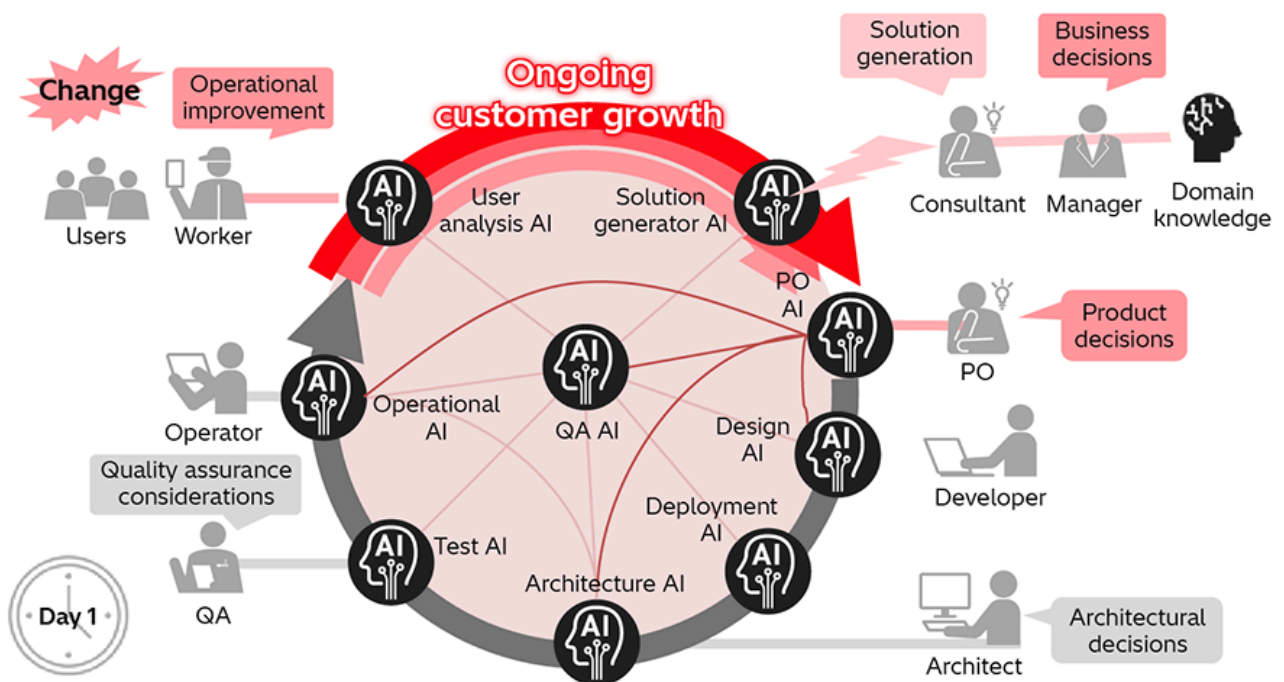 Change
Operational
improvement
Users
Worker
Ongoing
customer growth
AI
User
analysis AI
Solution
generator AI
AI
Solution
generation
Business
decisions
Consultant
Manager
Domain
knowledge
PO
AI
AI
Product
decisions
PO
Operator
AI
Operational
AI
AI
QA AI
Design
AI
AI
Developer
Quality assurance
considerations
QA
AI
Test AI
Deployment
AI
AI
Architecture AI
AI
Architect
Architectural
decisions
Day 1